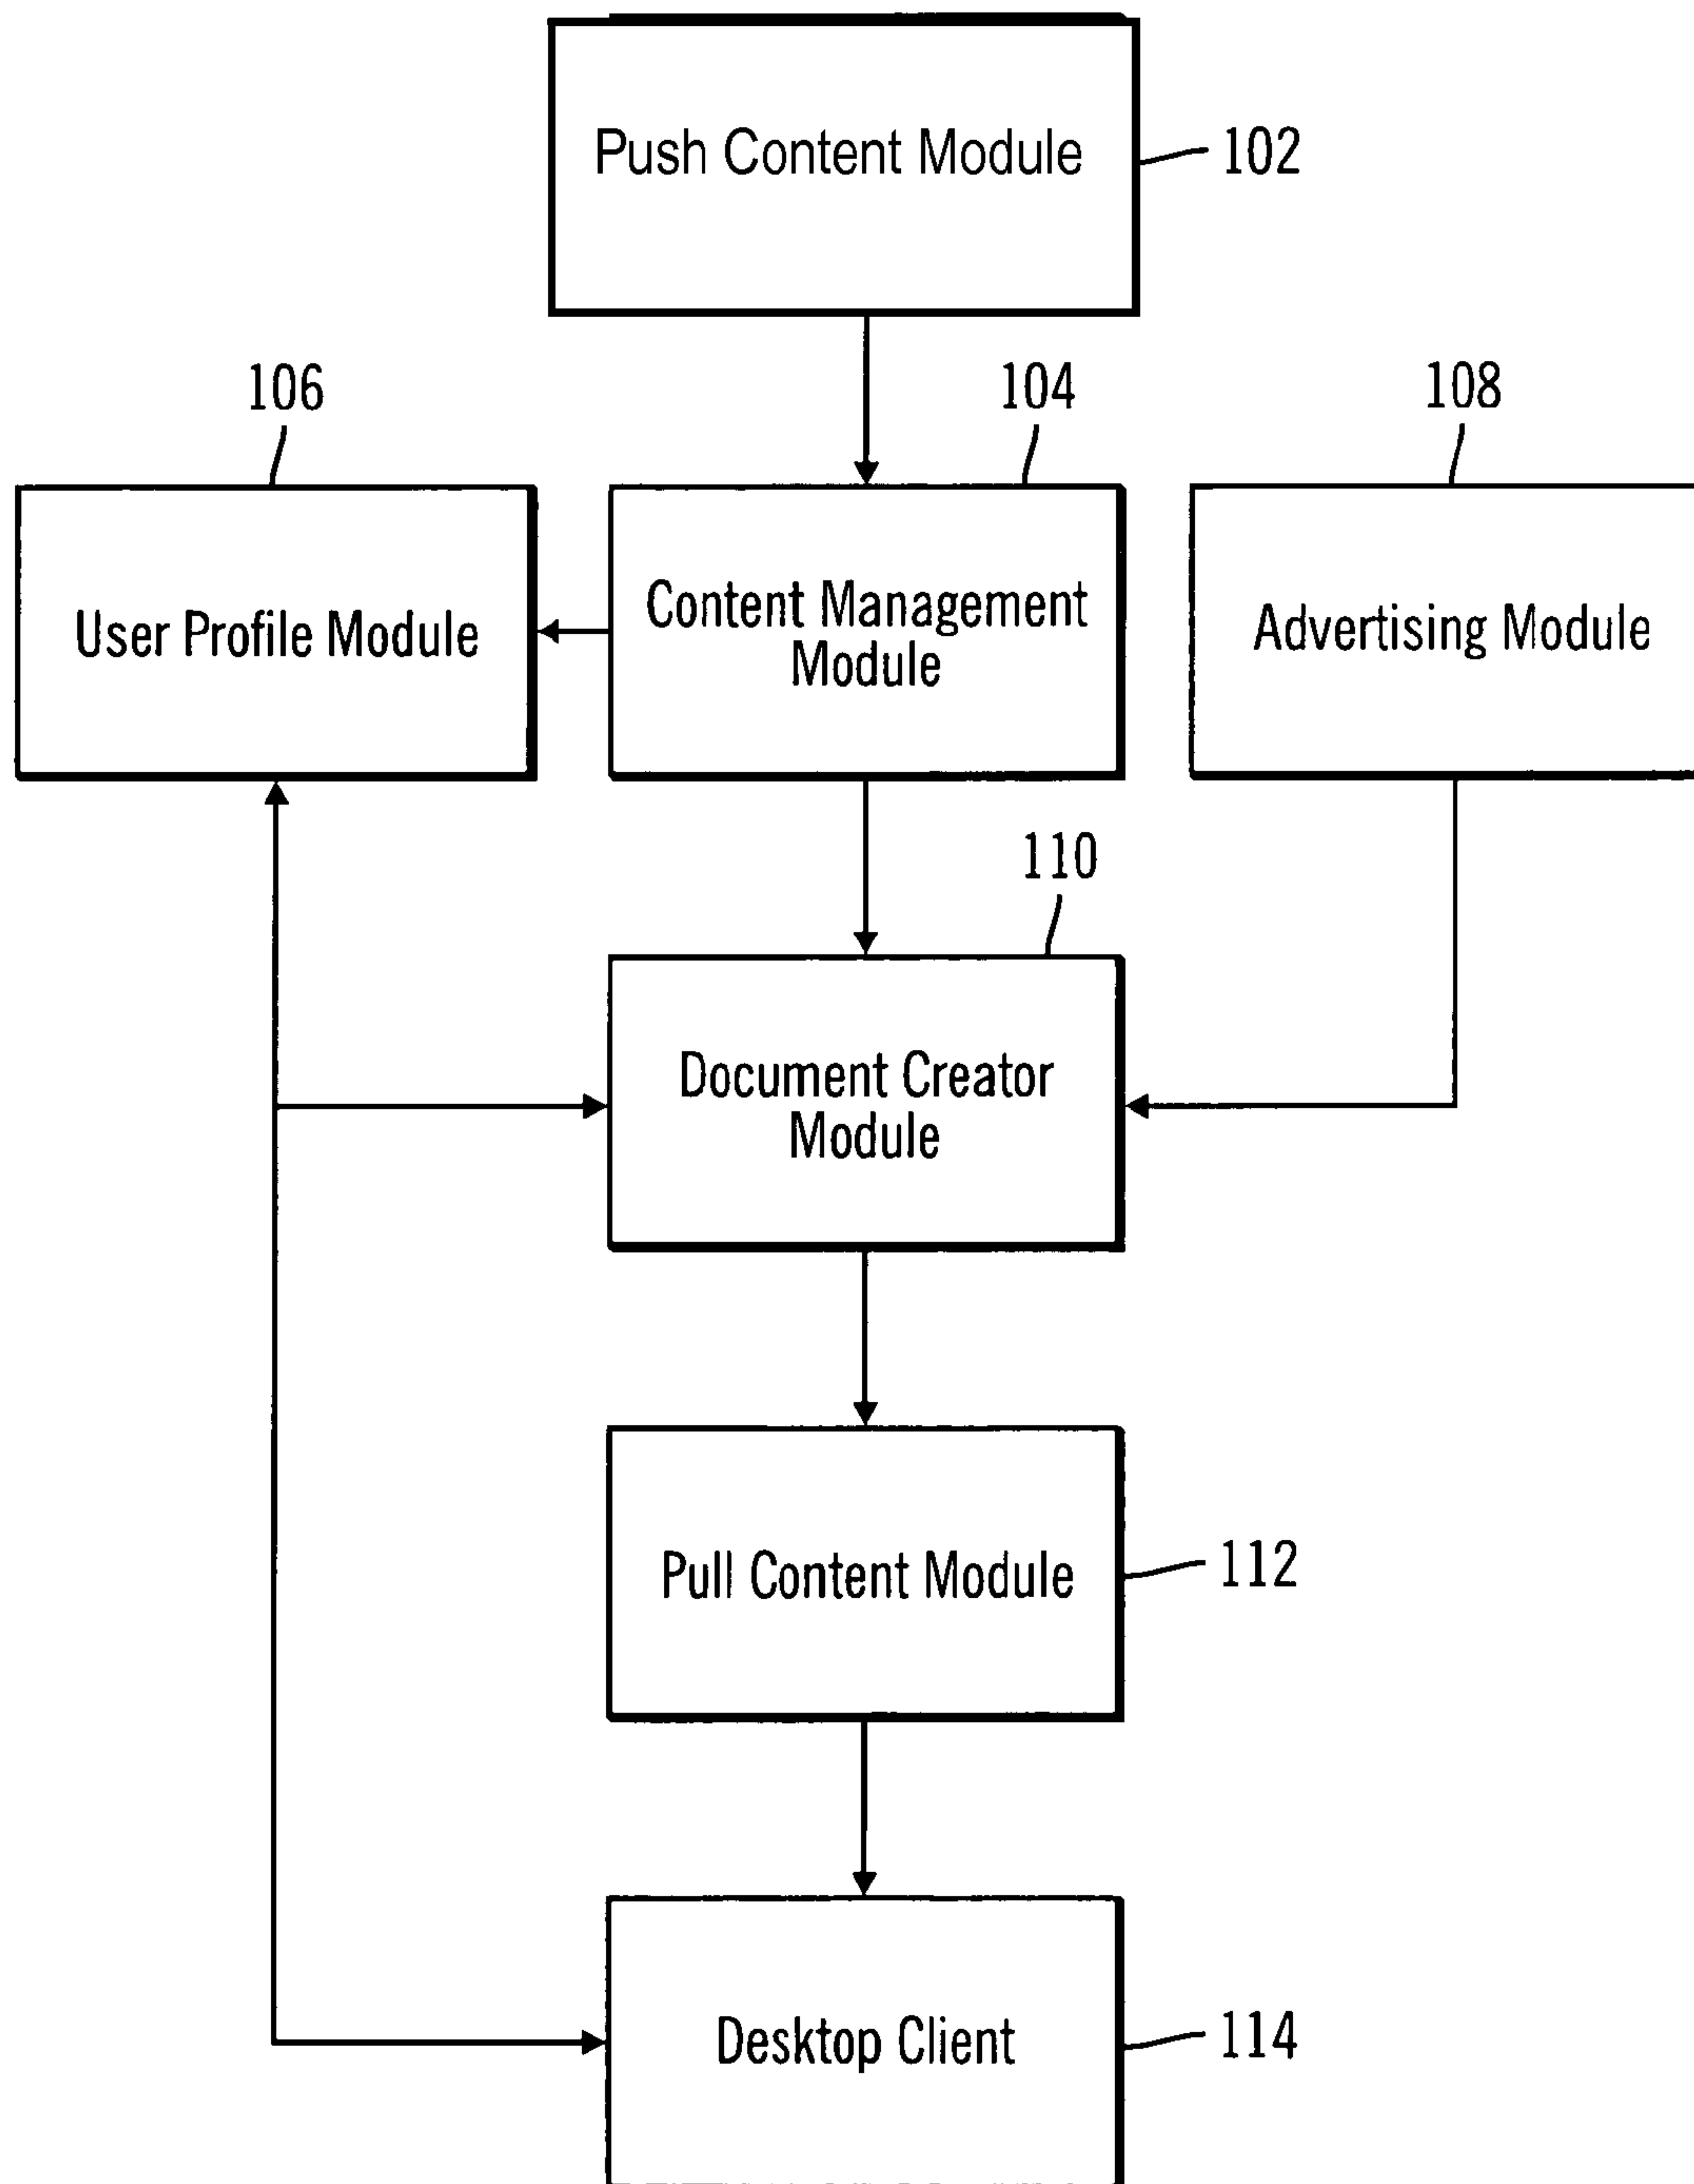 Push Content Module
102
106
104
108
User Profile Module
Content Management
Module
Advertising Module
110
Document Creator
Module
Pull Content Module
112
Desktop Client
114